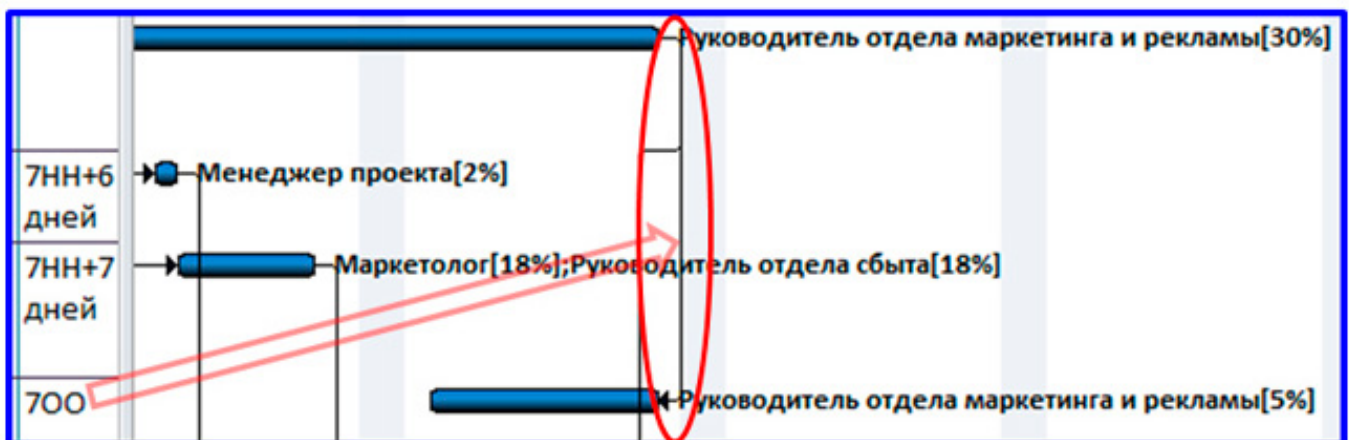 Руководитель отдела маркетинга и рекламы[30%]
7НН+6 Менеджер проекта[2%]
дней
7НН+7 Маркетолог[18%];Руководитель отдела сбыта[18%]
дней
7ОО Руководитель отдела маркетинга и рекламы[5%]